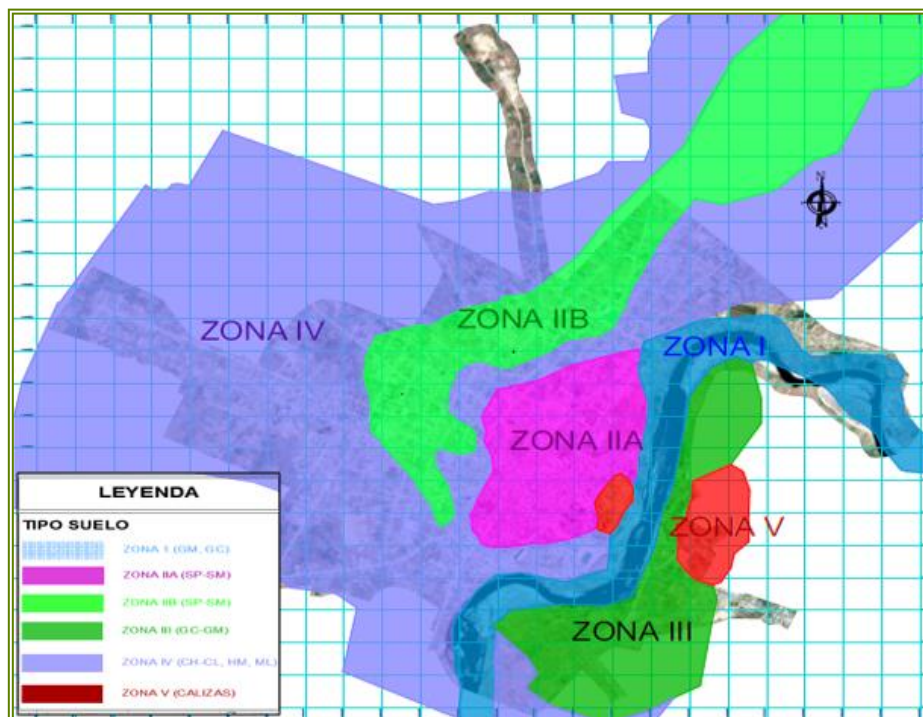 N
N
ZONA IV
ZONA IIB
ZONA I
ZONA IIA
ZONA V
ZONA III
LEYENDA
TIPO SUELO
ZONA 1 (GM, GC)
ZONA IIA (SP-SM)
ZONA IIB (SP-SM)
ZONA III (GC-GM)
ZONA IV (CH-CL, HM, ML)
ZONA V (CALIZAS)